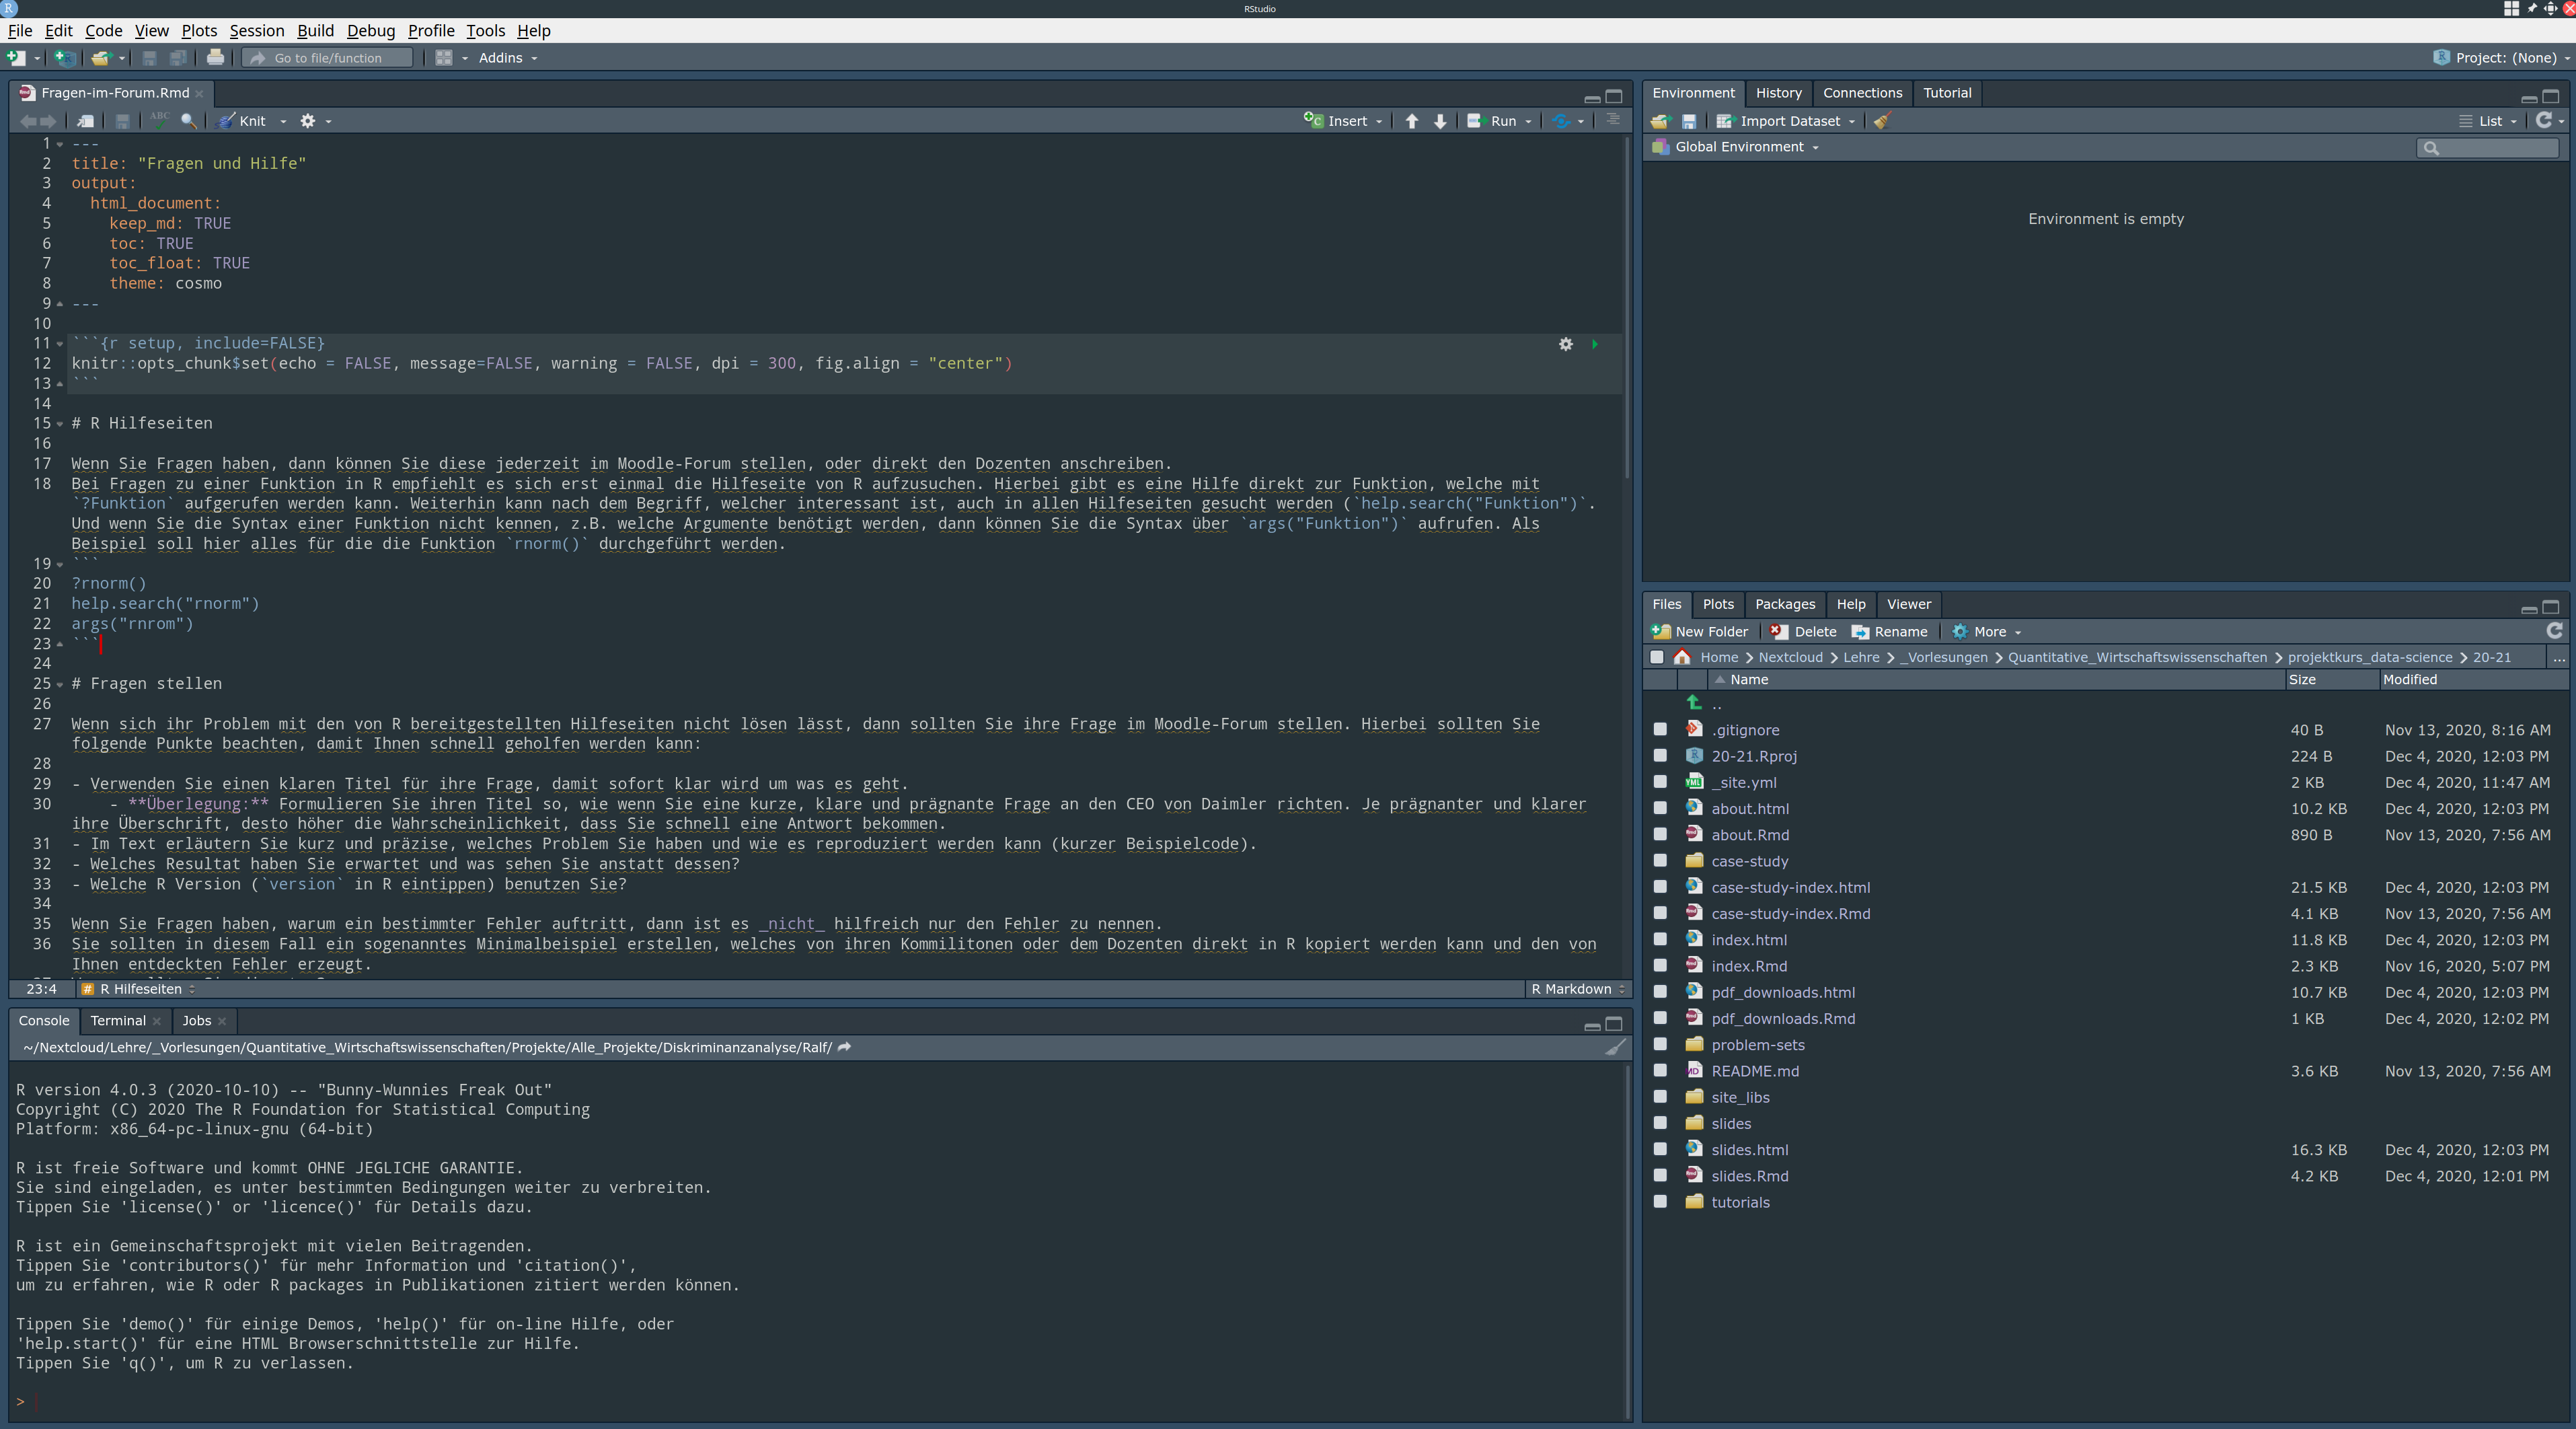 RStudio
File Edit Code View Plots Session Build Debug Profile Tools Help
Go to file/function Addins Project: (None)
Fragen-im-Forum.Rmd
ABC Knit Insert Run
1 ---
2 title: "Fragen und Hilfe"
3 output:
4 html_document:
5 keep_md: TRUE
6 toc: TRUE
7 toc_float: TRUE
8 theme: cosmo
9 ---
10
11 ```{r setup, include=FALSE}
12 knitr::opts_chunk$set(echo = FALSE, message=FALSE, warning = FALSE, dpi = 300, fig.align = "center")
13 ```
14
15 # R Hilfeseiten
16
17 Wenn Sie Fragen haben, dann können Sie diese jederzeit im Moodle-Forum stellen, oder direkt den Dozenten anschreiben.
18 Bei Fragen zu einer Funktion in R empfiehlt es sich erst einmal die Hilfeseite von R aufzusuchen. Hierbei gibt es eine Hilfe direkt zur Funktion, welche mit
`?Funktion` aufgerufen werden kann. Weiterhin kann nach dem Begriff, welcher interessant ist, auch in allen Hilfeseiten gesucht werden (`help.search("Funktion")`.
Und wenn Sie die Syntax einer Funktion nicht kennen, z.B. welche Argumente benötigt werden, dann können Sie die Syntax über `args("Funktion")` aufrufen. Als
Beispiel soll hier alles für die die Funktion `rnorm()` durchgeführt werden.
19 ```
20 ?rnorm()
21 help.search("rnorm")
22 args("rnrom")
23 ```
24
25 # Fragen stellen
26
27 Wenn sich ihr Problem mit den von R bereitgestellten Hilfeseiten nicht lösen lässt, dann sollten Sie ihre Frage im Moodle-Forum stellen. Hierbei sollten Sie
folgende Punkte beachten, damit Ihnen schnell geholfen werden kann:
28
29 - Verwenden Sie einen klaren Titel für ihre Frage, damit sofort klar wird um was es geht.
30 - **Überlegung:** Formulieren Sie ihren Titel so, wie wenn Sie eine kurze, klare und prägnante Frage an den CEO von Daimler richten. Je prägnanter und klarer
ihre Überschrift, desto höher die Wahrscheinlichkeit, dass Sie schnell eine Antwort bekommen.
31 - Im Text erläutern Sie kurz und präzise, welches Problem Sie haben und wie es reproduziert werden kann (kurzer Beispielcode).
32 - Welches Resultat haben Sie erwartet und was sehen Sie anstatt dessen?
33 - Welche R Version (`version` in R eintippen) benutzen Sie?
34
35 Wenn Sie Fragen haben, warum ein bestimmter Fehler auftritt, dann ist es _nicht_ hilfreich nur den Fehler zu nennen.
36 Sie sollten in diesem Fall ein sogenanntes Minimalbeispiel erstellen, welches von ihren Kommilitonen oder dem Dozenten direkt in R kopiert werden kann und den von
Ihnen entdeckten Fehler erzeugt.
23:4 # R Hilfeseiten R Markdown
Console Terminal Jobs
~/Nextcloud/Lehre/_Vorlesungen/Quantitative_Wirtschaftswissenschaften/Projekte/Alle_Projekte/Diskriminanzanalyse/Ralf/
R version 4.0.3 (2020-10-10) -- "Bunny-Wunnies Freak Out"
Copyright (C) 2020 The R Foundation for Statistical Computing
Platform: x86_64-pc-linux-gnu (64-bit)
R ist freie Software und kommt OHNE JEGLICHE GARANTIE.
Sie sind eingeladen, es unter bestimmten Bedingungen weiter zu verbreiten.
Tippen Sie 'license()' or 'licence()' für Details dazu.
R ist ein Gemeinschaftsprojekt mit vielen Beitragenden.
Tippen Sie 'contributors()' für mehr Information und 'citation()',
um zu erfahren, wie R oder R packages in Publikationen zitiert werden können.
Tippen Sie 'demo()' für einige Demos, 'help()' für on-line Hilfe, oder
'help.start()' für eine HTML Browserschnittstelle zur Hilfe.
Tippen Sie 'q()', um R zu verlassen.
>
Environment History Connections Tutorial
Import Dataset List
Global Environment
Environment is empty
Files Plots Packages Help Viewer
New Folder Delete Rename More
Home Nextcloud Lehre _Vorlesungen Quantitative_Wirtschaftswissenschaften projektkurs_data-science 20-21 ...
Name Size Modified
..
.gitignore 40 B Nov 13, 2020, 8:16 AM
20-21.Rproj 224 B Dec 4, 2020, 12:03 PM
_site.yml 2 KB Dec 4, 2020, 11:47 AM
about.html 10.2 KB Dec 4, 2020, 12:03 PM
about.Rmd 890 B Nov 13, 2020, 7:56 AM
case-study
case-study-index.html 21.5 KB Dec 4, 2020, 12:03 PM
case-study-index.Rmd 4.1 KB Nov 13, 2020, 7:56 AM
index.html 11.8 KB Dec 4, 2020, 12:03 PM
index.Rmd 2.3 KB Nov 16, 2020, 5:07 PM
pdf_downloads.html 10.7 KB Dec 4, 2020, 12:03 PM
pdf_downloads.Rmd 1 KB Dec 4, 2020, 12:02 PM
problem-sets
README.md 3.6 KB Nov 13, 2020, 7:56 AM
site_libs
slides
slides.html 16.3 KB Dec 4, 2020, 12:03 PM
slides.Rmd 4.2 KB Dec 4, 2020, 12:01 PM
tutorials